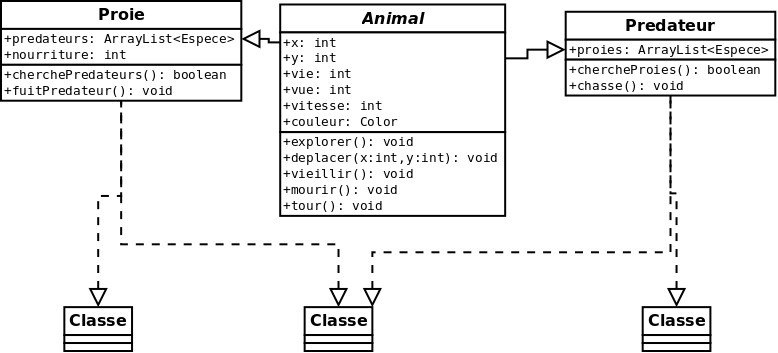 Proie
+predateurs: ArrayList<Espece>
+nourriture: int
+cherchePredateurs(): boolean
+fuitPredateur(): void
Animal
+x: int
+y: int
+vie: int
+vue: int
+vitesse: int
+couleur: Color
+explorer(): void
+deplacer(x:int,y:int): void
+vieillir(): void
+mourir(): void
+tour(): void
Predateur
+proies: ArrayList<Espece>
+chercheProies(): boolean
+chasse(): void
Classe
Classe
Classe